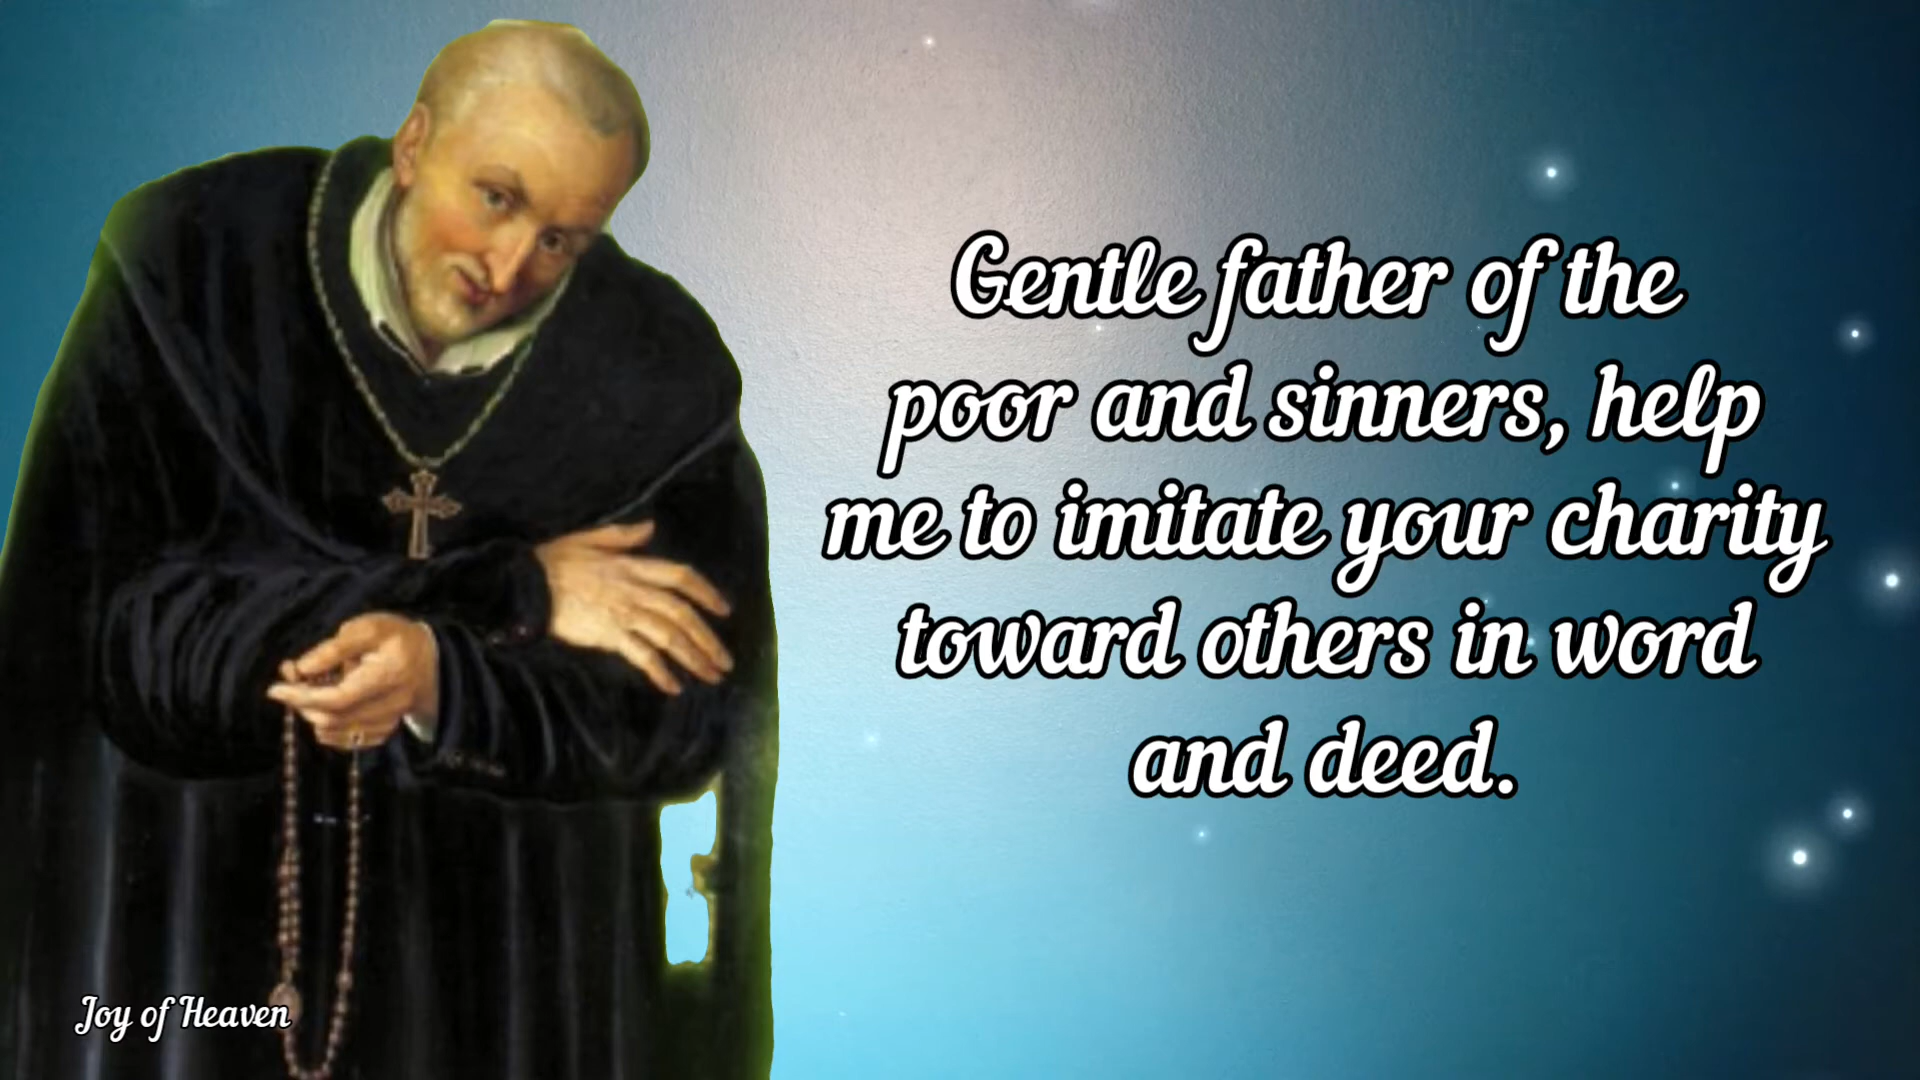 Gentle father of the
poor and sinners, help
me to imitate your charity
toward others in word
and deed.
Joy of Heaven